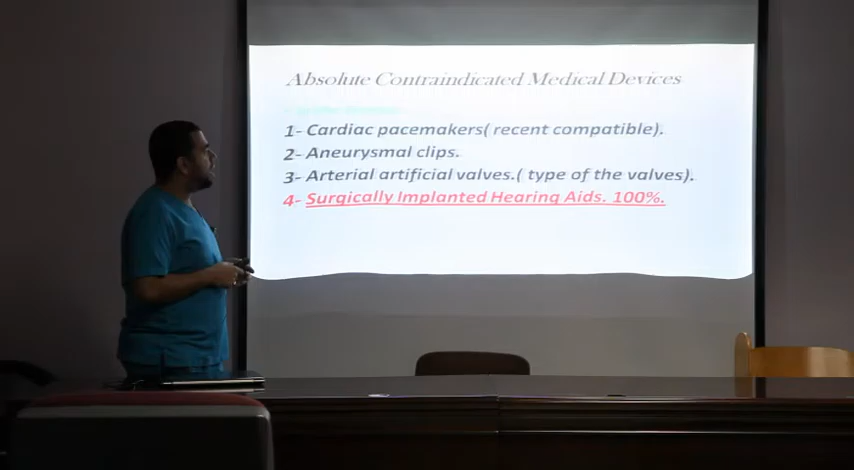 Absolute Contraindicated Medical Devices
1- Cardiac pacemakers( recent compatible).
2- Aneurysmal clips.
3- Arterial artificial valves.( type of the valves).
4- Surgically Implanted Hearing Aids. 100%.